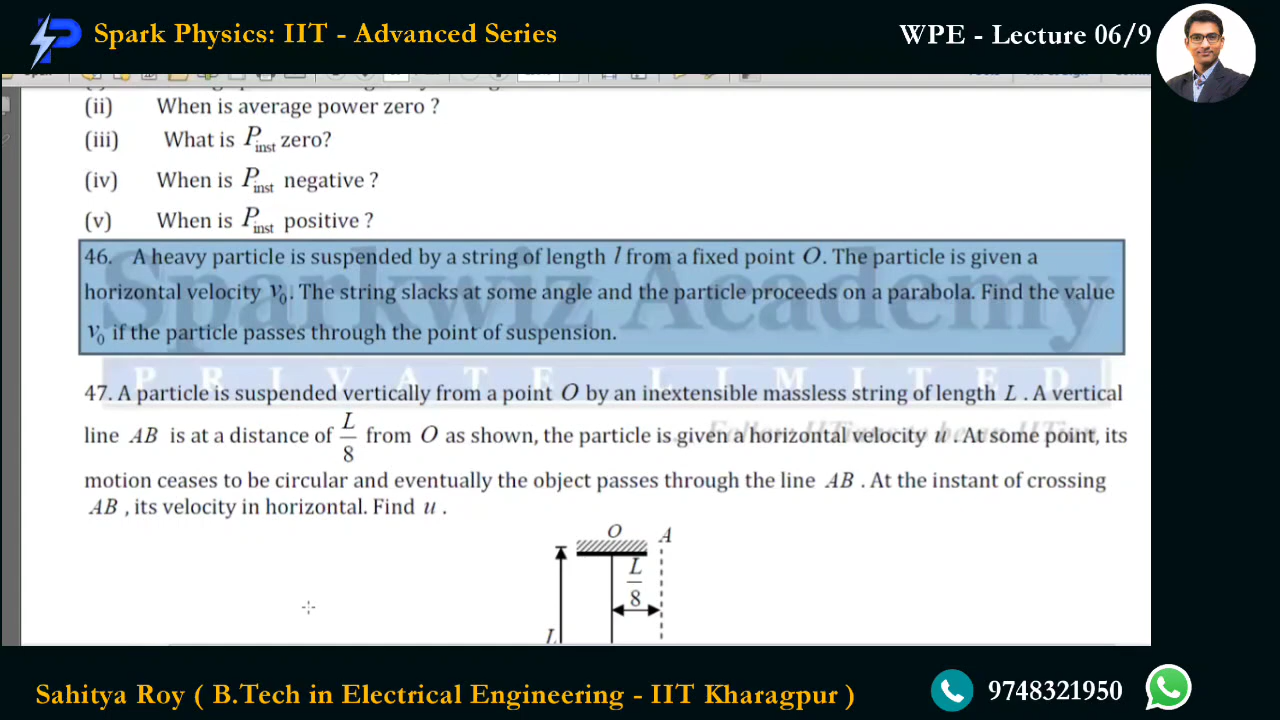 Spark Physics: IIT - Advanced Series
WPE - Lecture 06/9
(ii) When is average power zero ?
(iii) What is Pinst zero?
(iv) When is Pinst negative ?
(v) When is Pinst positive ?
46. A heavy particle is suspended by a string of length l from a fixed point O. The particle is given a
horizontal velocity v0. The string slacks at some angle and the particle proceeds on a parabola. Find the value
v0 if the particle passes through the point of suspension.
Sparkwiz Academy
PRIVATE LIMITED
47. A particle is suspended vertically from a point O by an inextensible massless string of length L. A vertical
line AB is at a distance of L/8 from O as shown, the particle is given a horizontal velocity u. At some point, its
motion ceases to be circular and eventually the object passes through the line AB. At the instant of crossing
AB, its velocity in horizontal. Find u.
O A
L/8
L
Sahitya Roy ( B.Tech in Electrical Engineering - IIT Kharagpur )
9748321950